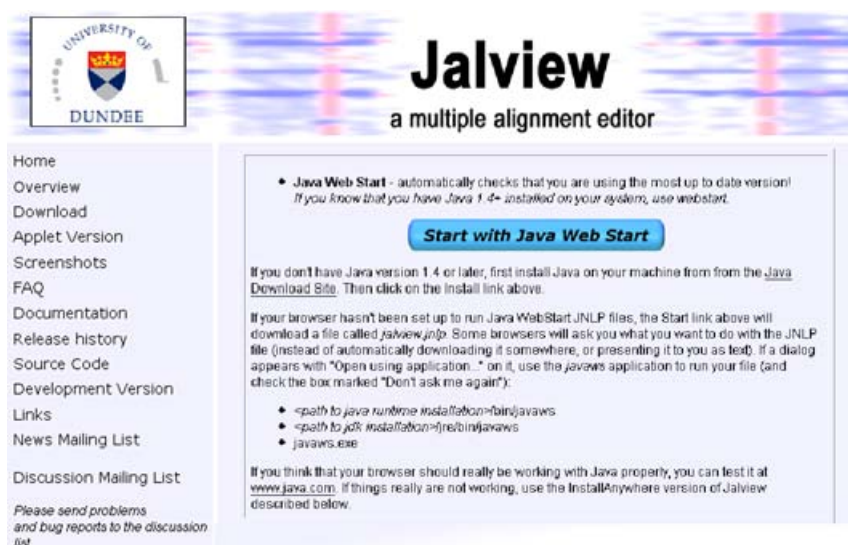 UNIVERSITY OF
DUNDEE
Jalview
a multiple alignment editor
Home
Overview
Download
Applet Version
Screenshots
FAQ
Documentation
Release history
Source Code
Development Version
Links
News Mailing List
Discussion Mailing List
Please send problems
and bug reports to the discussion
list
• Java Web Start - automatically checks that you are using the most up to date version!
If you know that you have Java 1.4+ installed on your system, use webstart.
Start with Java Web Start
If you don't have Java version 1.4 or later, first install Java on your machine from from the Java
Download Site. Then click on the Install link above.
If your browser hasn't been set up to run Java WebStart JNLP files, the Start link above will
download a file called jalview.jnlp. Some browsers will ask you what you want to do with the JNLP
file (instead of automatically downloading it somewhere, or presenting it to you as text). If a dialog
appears with "Open using application..." on it, use the javaws application to run your file (and
check the box marked "Don't ask me again"):
• <path to java runtime installation>/bin/javaws
• <path to jdk installation>/jre/bin/javaws
• javaws.exe
If you think that your browser should really be working with Java properly, you can test it at
www.java.com. If things really are not working, use the InstallAnywhere version of Jalview
described below.